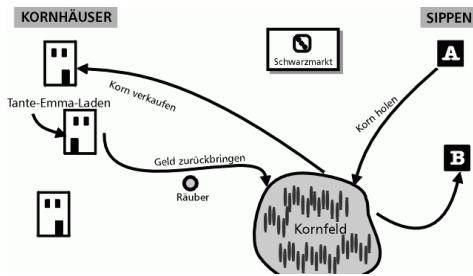 KORNHÄUSER
SIPPEN
Schwarzmarkt
A
Korn verkaufen
Korn holen
Tante-Emma-Laden
Geld zurückbringen
B
Räuber
Kornfeld